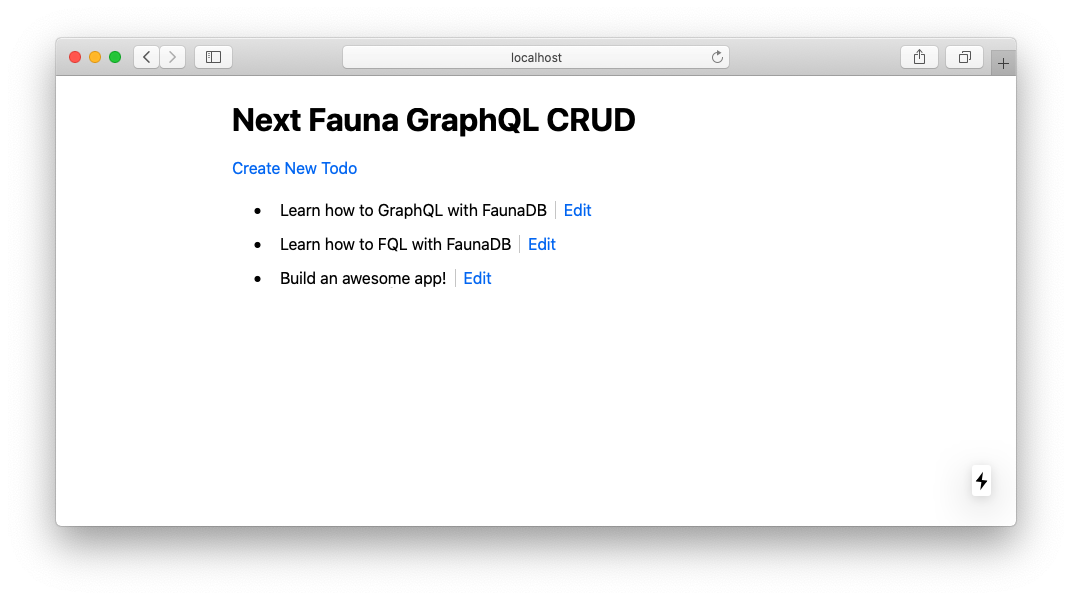 localhost
Next Fauna GraphQL CRUD
Create New Todo
Learn how to GraphQL with FaunaDB Edit
Learn how to FQL with FaunaDB Edit
Build an awesome app! Edit